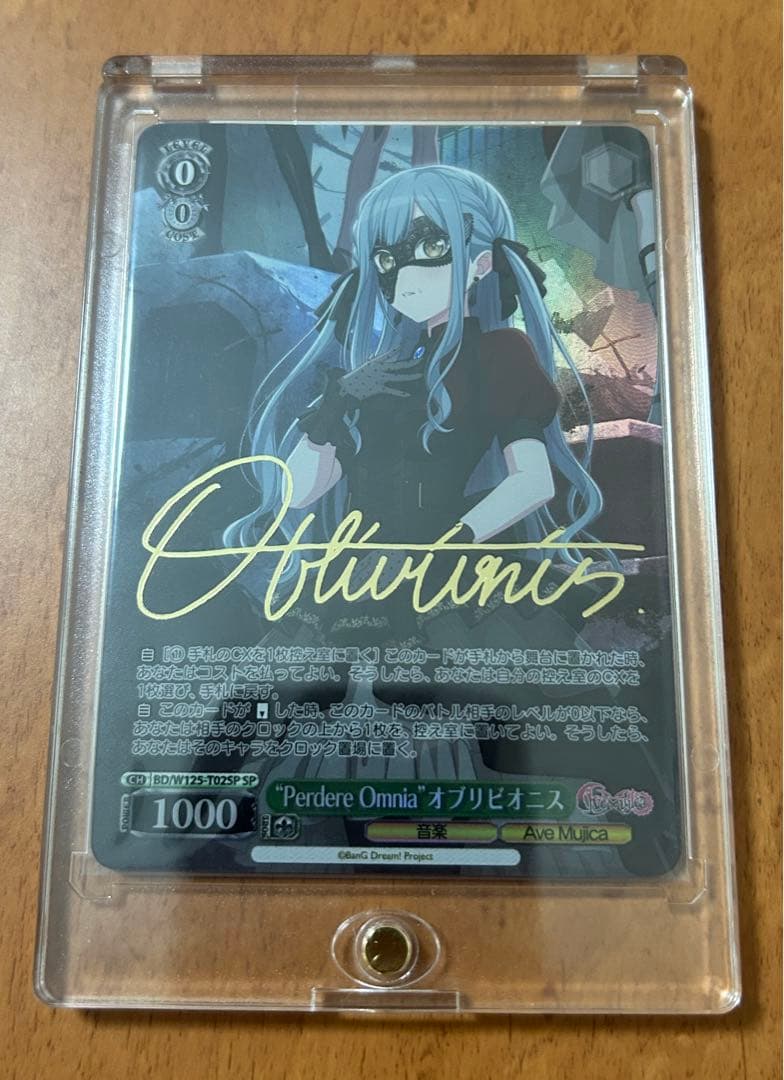 LEVEL
0
0
COST
Oblivionis.
自 [① 手札のCXを1枚控え室に置く] このカードが手札から舞台に置かれた時、
あなたはコストを払ってよい。そうしたら、あなたは自分の控え室のCXを
1枚選び、手札に戻す。
自 このカードが した時、このカードのバトル相手のレベルが0以下なら、
あなたは相手のクロックの上から1枚を、控え室に置いてよい。そうしたら、
あなたはそのキャラをクロック置場に置く。
CH BD/W125-T02SP SP
"Perdere Omnia"オブリビオニス
POWER 1000
音楽 Ave Mujica
©BanG Dream! Project